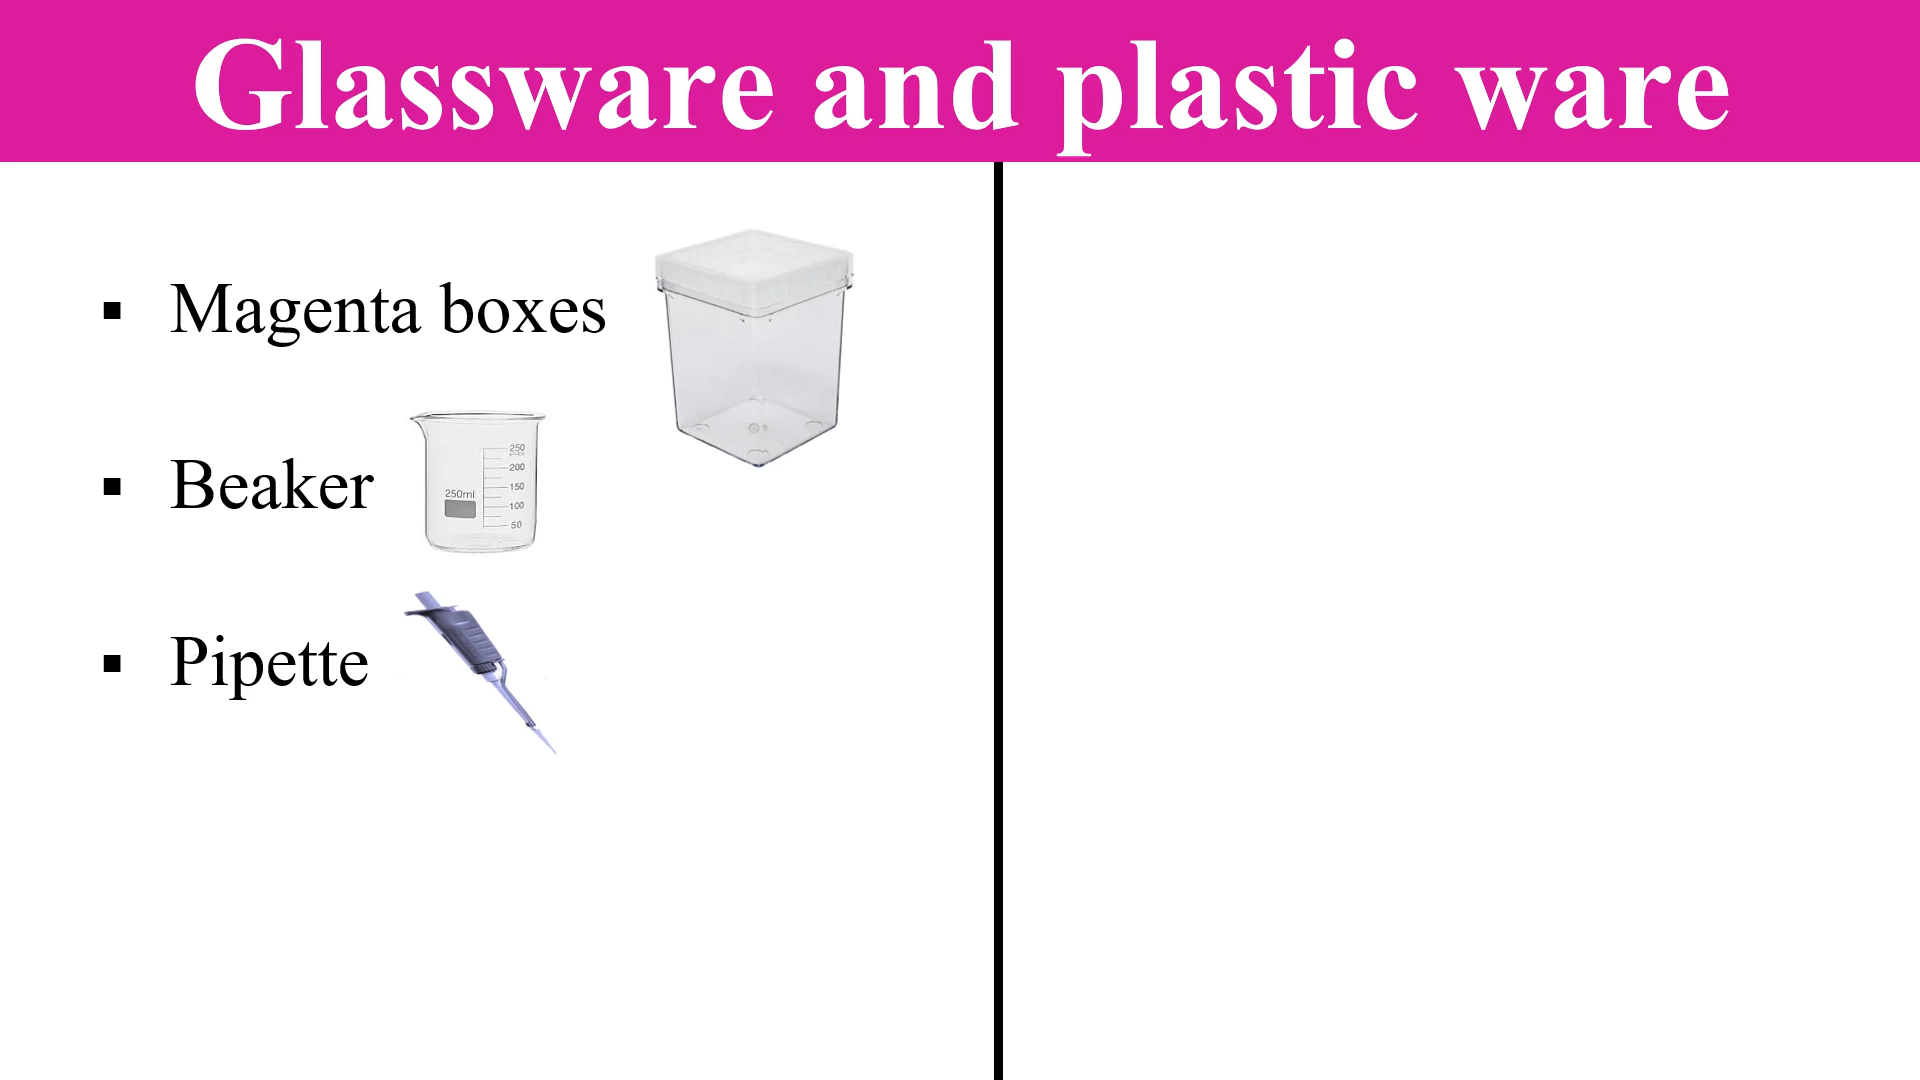 Glassware and plastic ware
▪ Magenta boxes
▪ Beaker
250
200
150
250ml
100
50
▪ Pipette